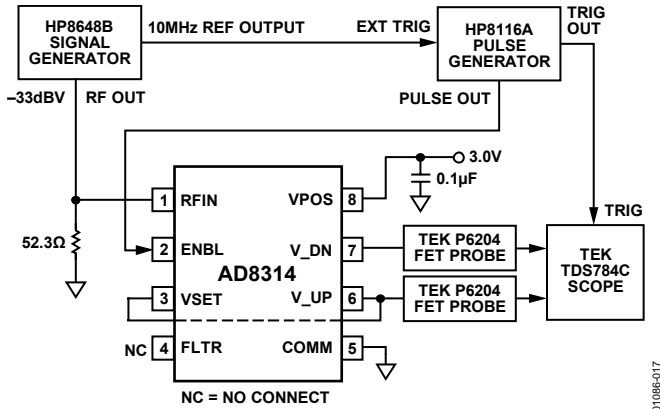 HP8648B
SIGNAL
GENERATOR
10MHz REF OUTPUT
EXT TRIG
HP8116A
PULSE
GENERATOR
TRIG
OUT
–33dBV
RF OUT
PULSE OUT
3.0V
0.1µF
TRIG
52.3Ω
1 RFIN
VPOS 8
2 ENBL
V_DN 7
AD8314
3 VSET
V_UP 6
NC 4 FLTR
COMM 5
TEK P6204
FET PROBE
TEK P6204
FET PROBE
TEK
TDS784C
SCOPE
NC = NO CONNECT
01086-017